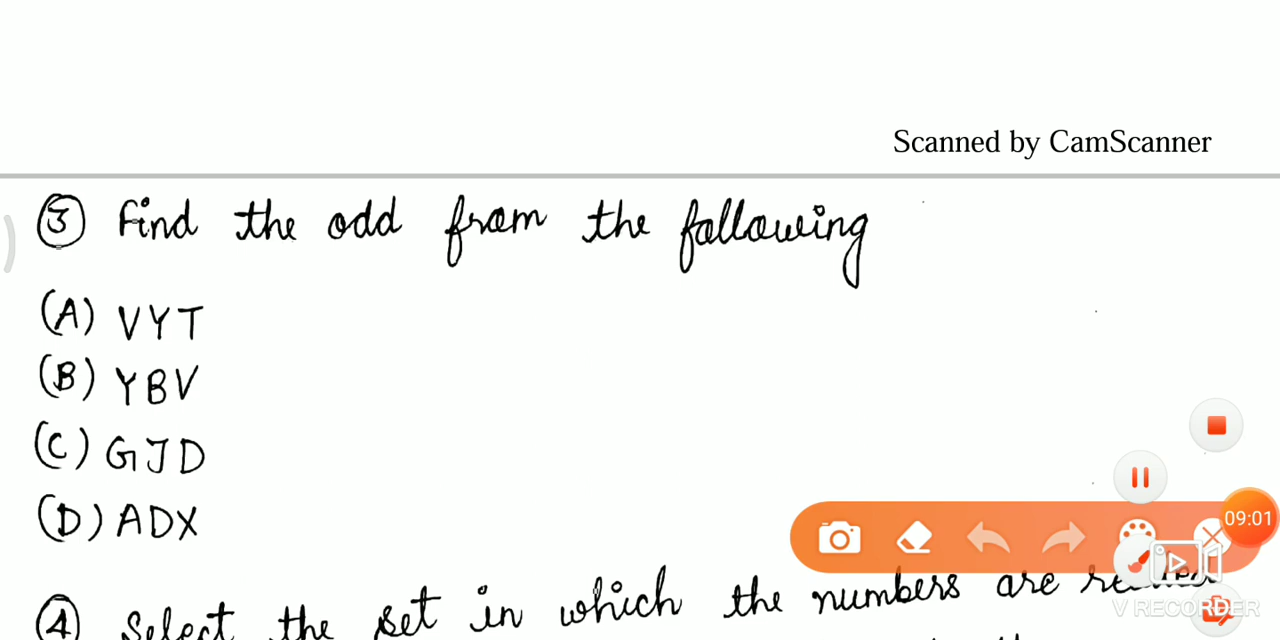 Scanned by CamScanner
③ Find the odd from the following
(A) VYT
(B) YBV
(C) GJD
(D) ADX
09:01
④ Select the set in which the numbers are related
V RECORDER